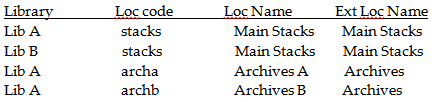 Library Loc code Loc Name Ext Loc Name
Lib A stacks Main Stacks Main Stacks
Lib B stacks Main Stacks Main Stacks
Lib A archa Archives A Archives
Lib A archb Archives B Archives